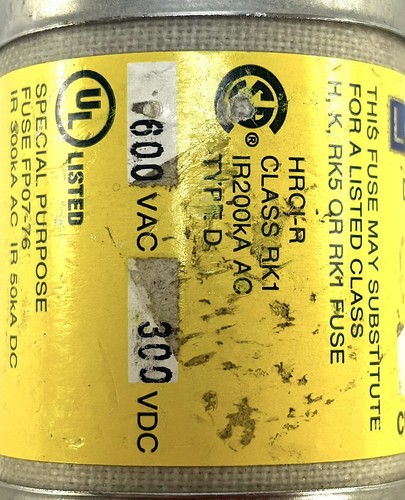 THIS FUSE MAY SUBSTITUTE
FOR A LISTED CLASS
H, K, RK5 OR RK1 FUSE
HRCI-R
CLASS RK1
IR200kA AC
TYPE D
®
600 VAC 300 VDC
UL LISTED
SPECIAL PURPOSE
FUSE FP07-76
IR 300kA AC IR 50kA DC